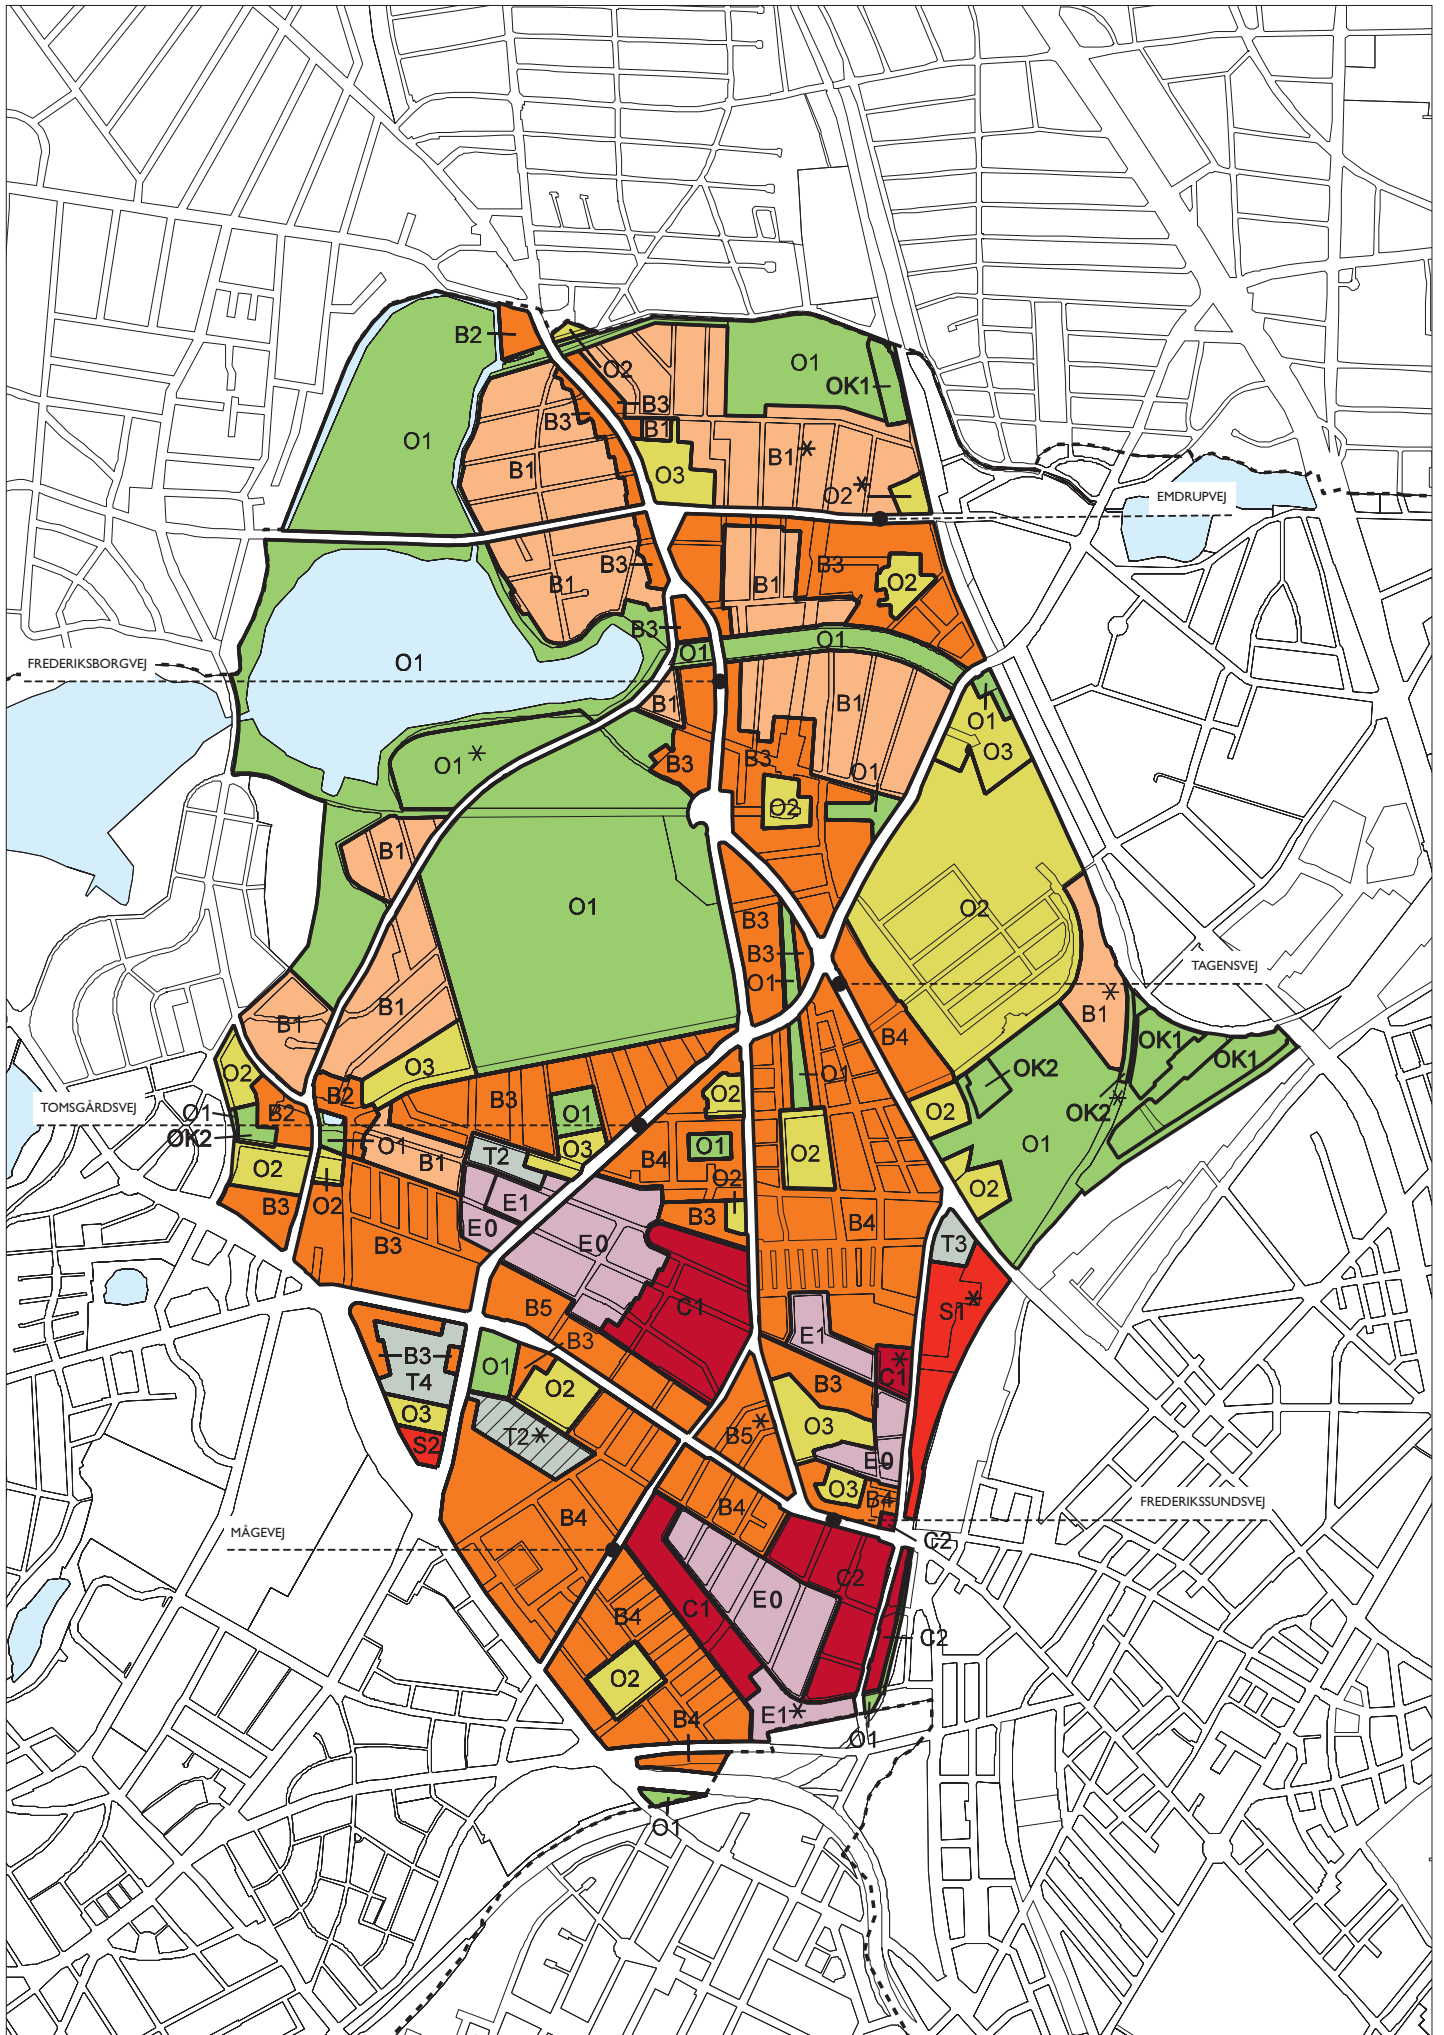 B2
O2
O1
OK1
B3
B3
B1
O1
B1
O3
B1*
O2*
EMDRUPVEJ
B3
B1
B1
B3
O2
B3
O1
O1
FREDERIKSBORGVEJ
O1
B1
B1
O1
O1*
B3
B3
O1
O3
O2
B1
O1
B3
O2
B3
O1
TAGENSVEJ
B1
B1
B1*
B4
OK1
OK1
O2
O3
OK2
B2
O1
TOMSGÅRDSVEJ
O1
B2
B3
O1
O2
O2
OK2*
OK2
O1
O3
B4
O1
O1
T2
B1
O2
O2
O2
B3
O2
E1
E0
E0
B3
O2
B4
B3
T3
B5
C1
S1*
E1
B3
B3
O1
C1*
T4
O2
B3
O3
S2
T2*
B5*
O3
E0
O3
B4
B4
B4
FREDERIKSSUNDSVEJ
MÅGEVEJ
C2
C2
E0
B4
C1
C2
O2
B4
E1*
O1
O1